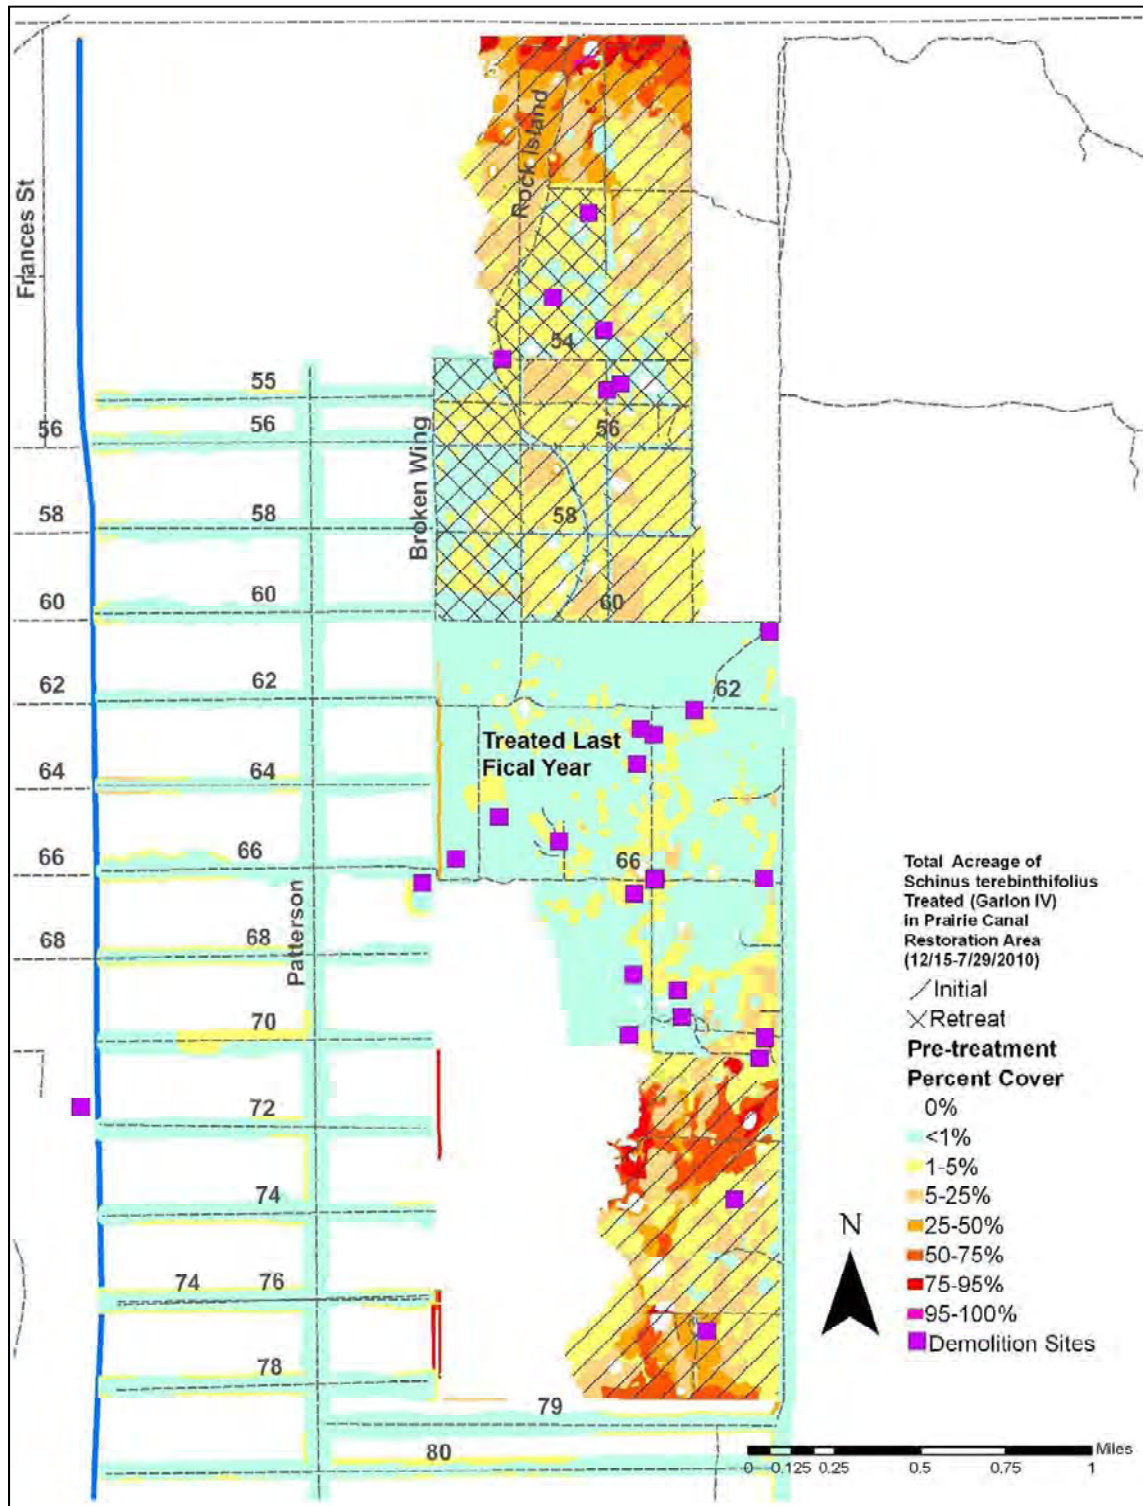 Frances St
Rock Island
54
55
56
56
56
Broken Wing
58
58
58
60
60
60
62
62
62
Treated Last
Fical Year
64
64
66
66
66
Patterson
68
68
70
72
74
74
76
78
79
80
Total Acreage of
Schinus terebinthifolius
Treated (Garlon IV)
in Prairie Canal
Restoration Area
(12/15-7/29/2010)
Initial
Retreat
Pre-treatment
Percent Cover
0%
<1%
1-5%
5-25%
25-50%
50-75%
75-95%
95-100%
Demolition Sites
N
Miles
0 0.125 0.25 0.5 0.75 1